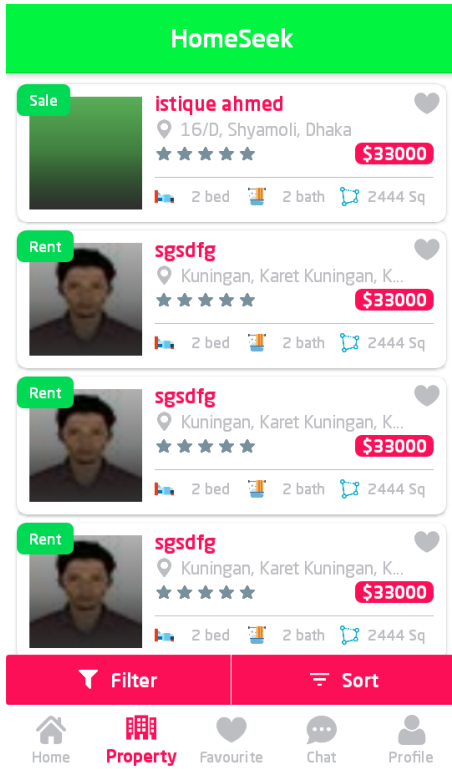 HomeSeek
Sale
istique ahmed
16/D, Shyamoli, Dhaka
$33000
2 bed 2 bath 2444 Sq
Rent
sgsdfg
Kuningan, Karet Kuningan, K...
$33000
2 bed 2 bath 2444 Sq
Rent
sgsdfg
Kuningan, Karet Kuningan, K...
$33000
2 bed 2 bath 2444 Sq
Rent
sgsdfg
Kuningan, Karet Kuningan, K...
$33000
2 bed 2 bath 2444 Sq
Filter Sort
Home Property Favourite Chat Profile